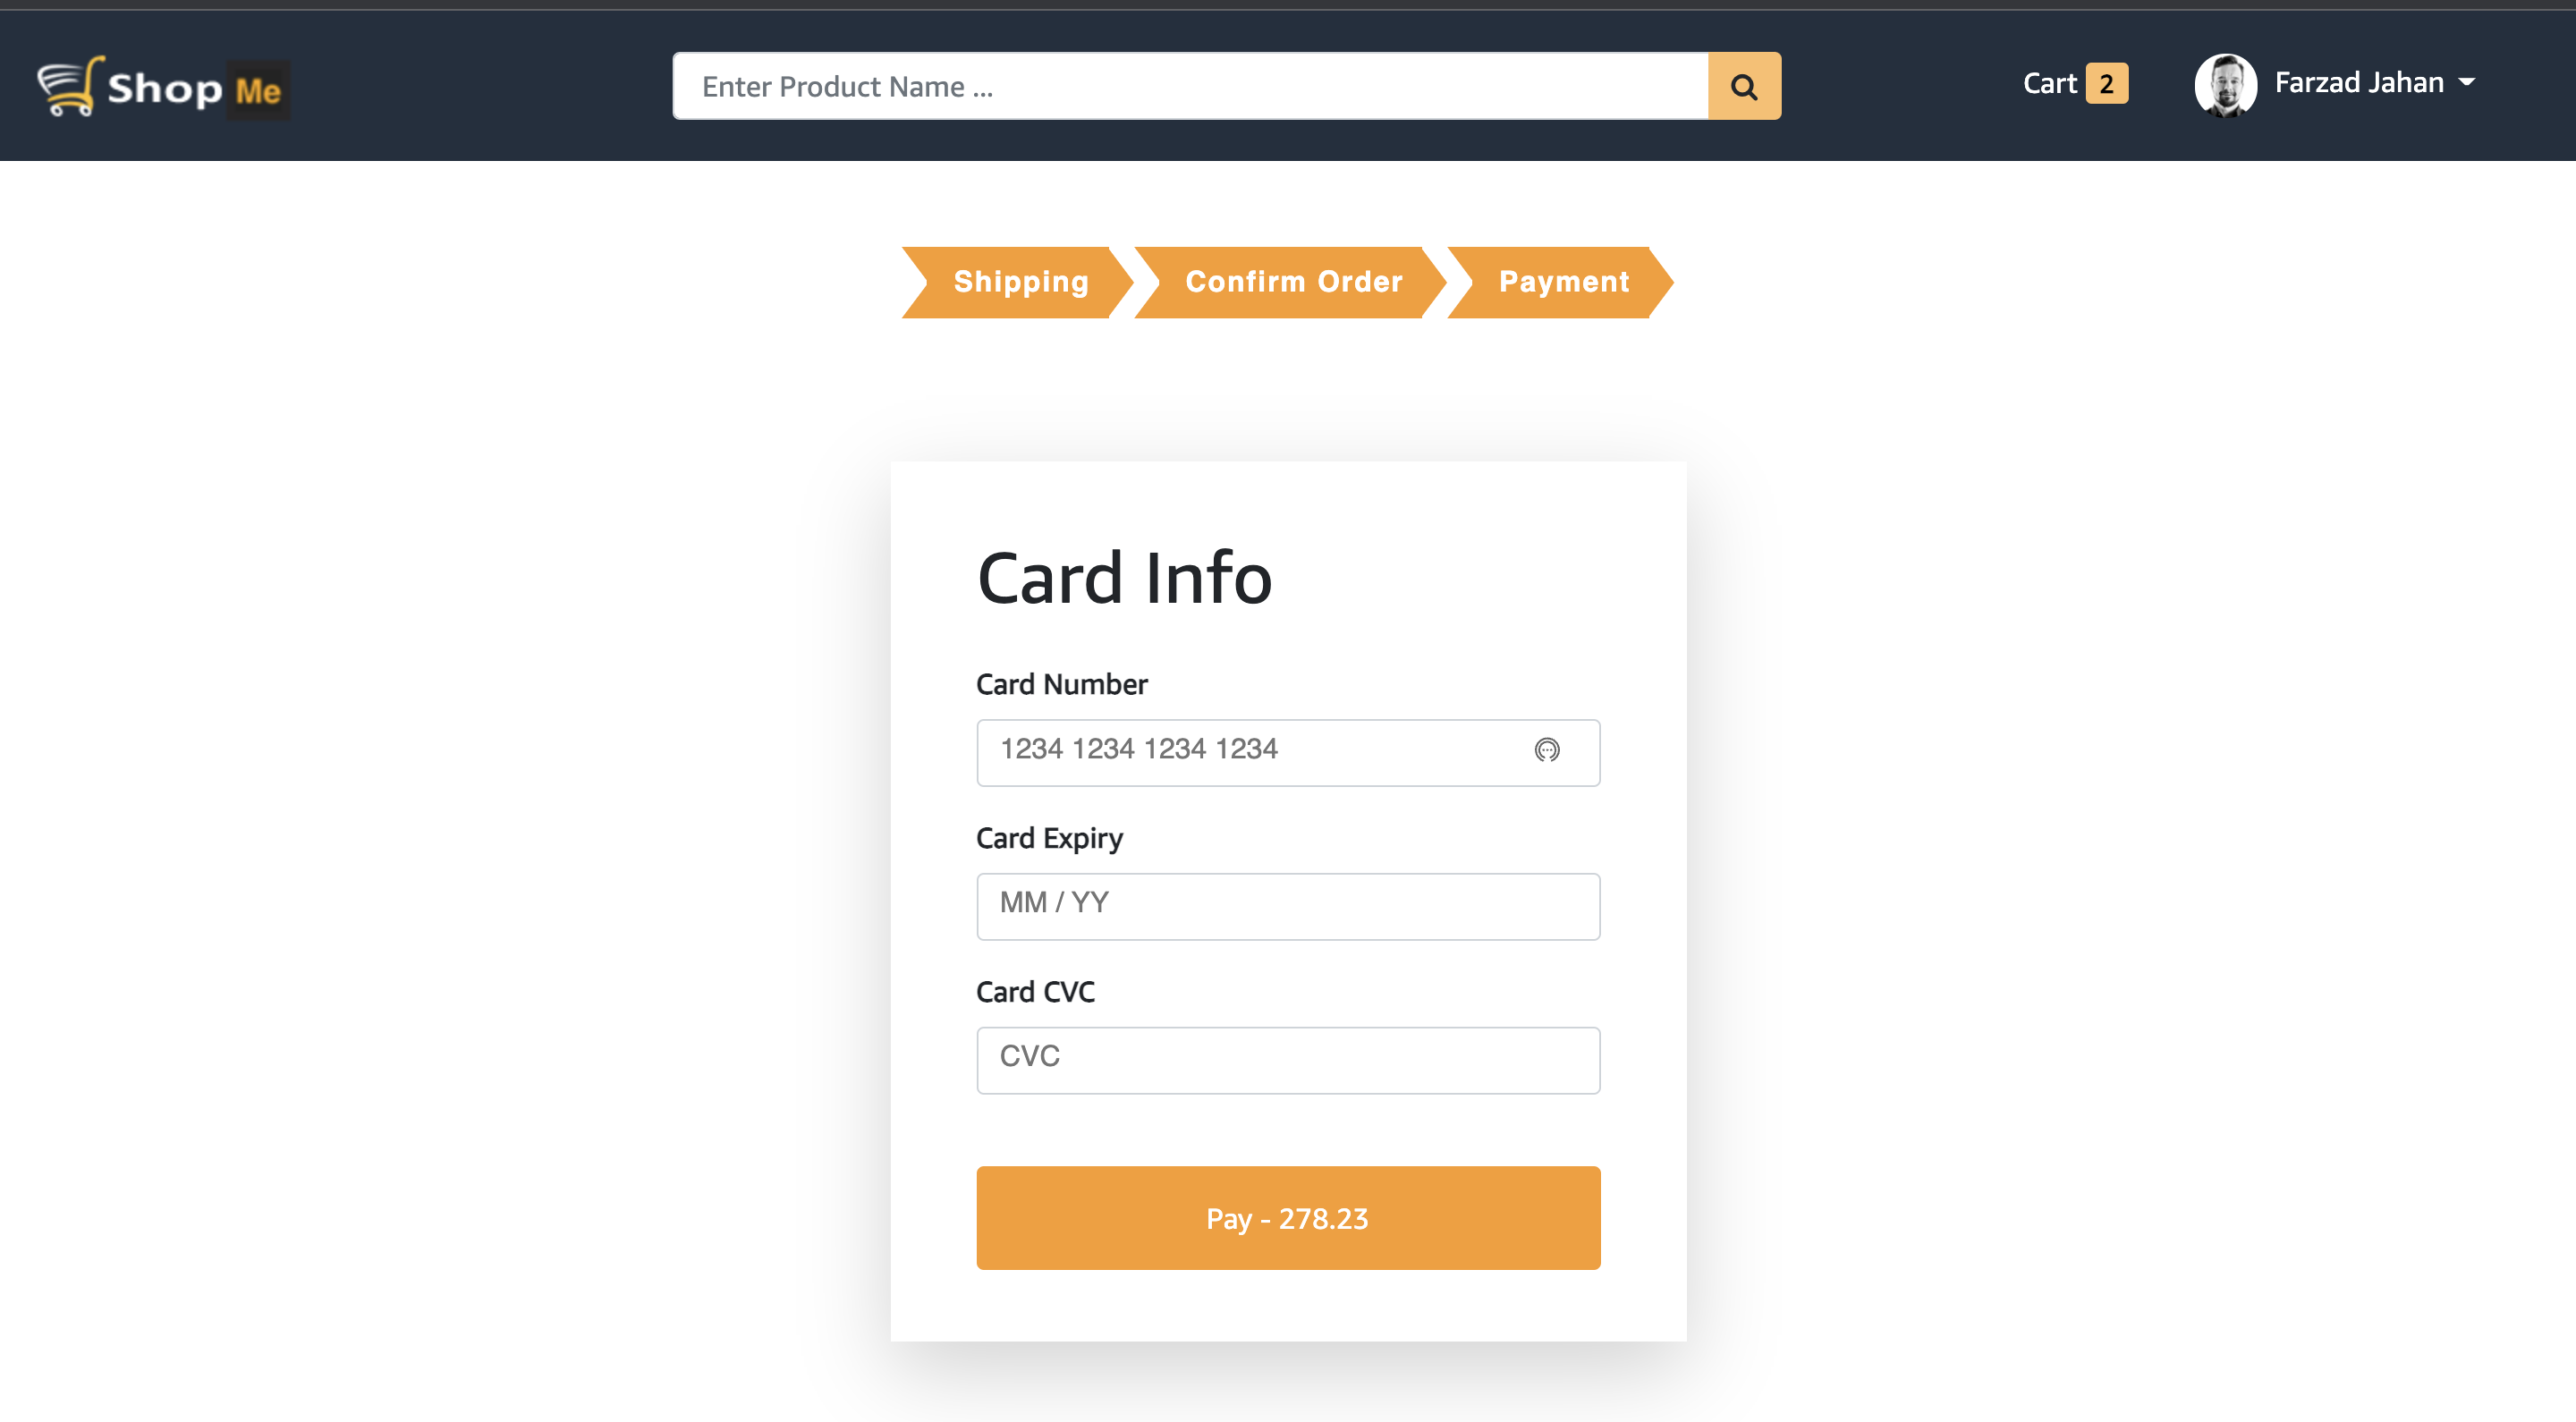 Shop Me
Enter Product Name ...
Cart 2
Farzad Jahan
Shipping
Confirm Order
Payment
Card Info
Card Number
1234 1234 1234 1234
Card Expiry
MM / YY
Card CVC
CVC
Pay - 278.23